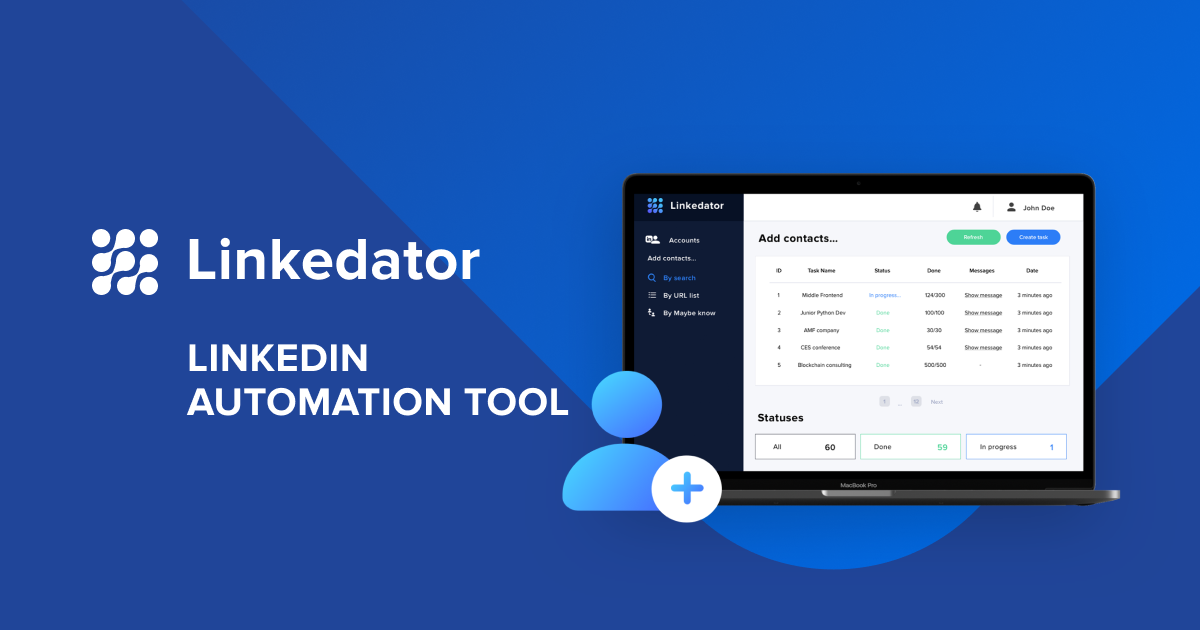 Linkedator
LINKEDIN
AUTOMATION TOOL
Linkedator
John Doe
Accounts
Add contacts...
By search
By URL list
By Maybe know
Add contacts...
Refresh
Create task
ID Task Name Status Done Messages Date
1 Middle Frontend In progress... 124/300 Show message 3 minutes ago
2 Junior Python Dev Done 100/100 Show message 3 minutes ago
3 AMF company Done 30/30 Show message 3 minutes ago
4 CES conference Done 54/54 Show message 3 minutes ago
5 Blockchain consulting Done 500/500 - 3 minutes ago
1 ... 12 Next
Statuses
All 60
Done 59
In progress 1
MacBook Pro